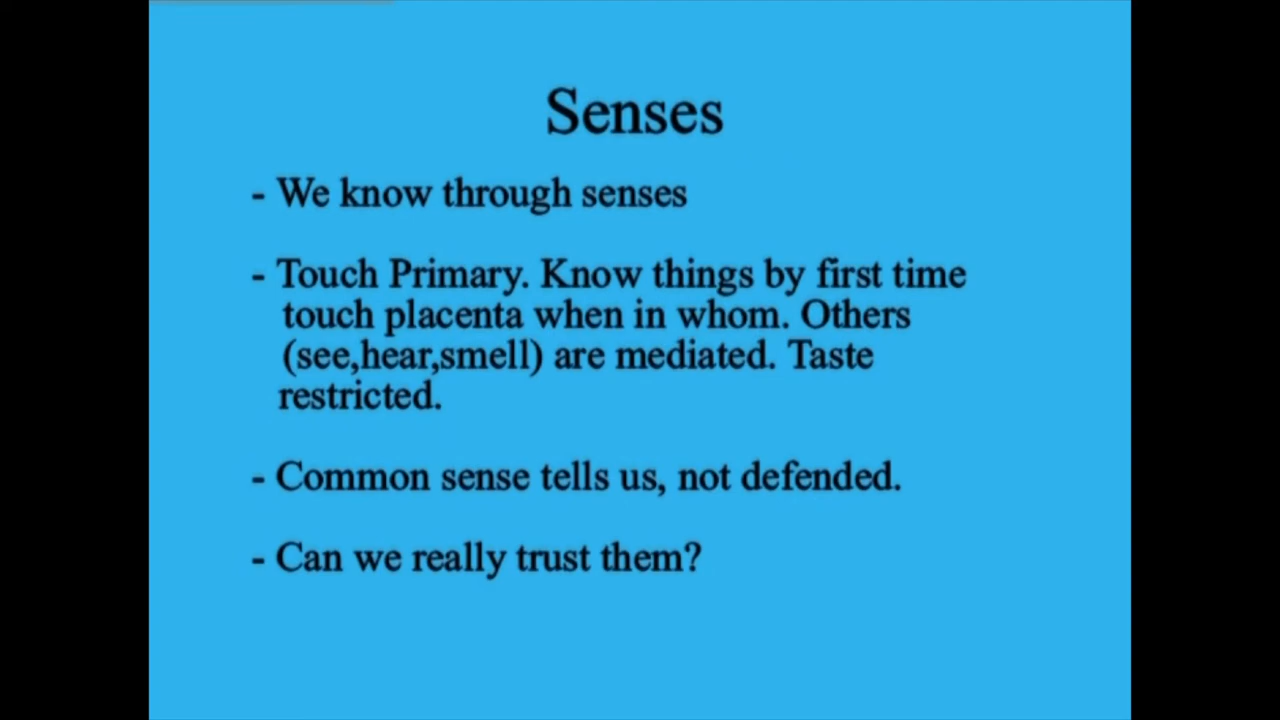 Senses
- We know through senses
- Touch Primary. Know things by first time
touch placenta when in whom. Others
(see,hear,smell) are mediated. Taste
restricted.
- Common sense tells us, not defended.
- Can we really trust them?